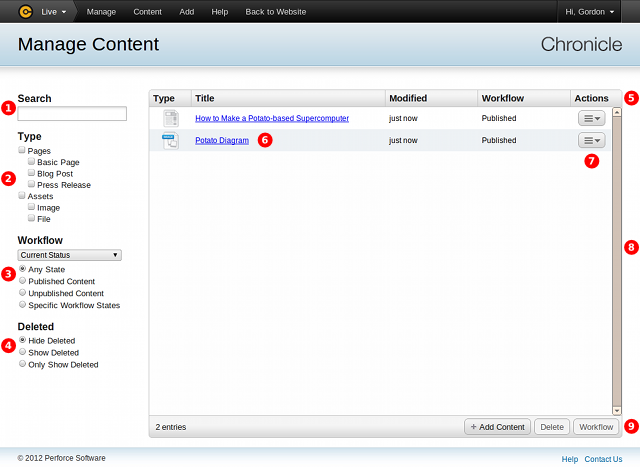 Live Manage Content Add Help Back to Website Hi, Gordon
Manage Content
Chronicle
Search
1
Type
2
Pages
Basic Page
Blog Post
Press Release
Assets
Image
File
Workflow
Current Status
3
Any State
Published Content
Unpublished Content
Specific Workflow States
Deleted
4
Hide Deleted
Show Deleted
Only Show Deleted
Type Title Modified Workflow Actions 5
How to Make a Potato-based Supercomputer just now Published
Potato Diagram 6 just now Published
7
8
2 entries + Add Content Delete Workflow 9
© 2012 Perforce Software
Help Contact Us